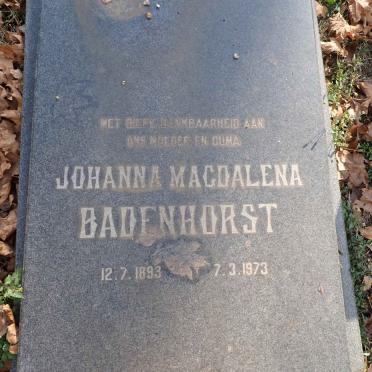 MET DIEPE DANKBAARHEID AAN
ONS MOEDER EN OUMA
JOHANNA MAGDALENA
BADENHORST
12.7.1893 7.3.1973